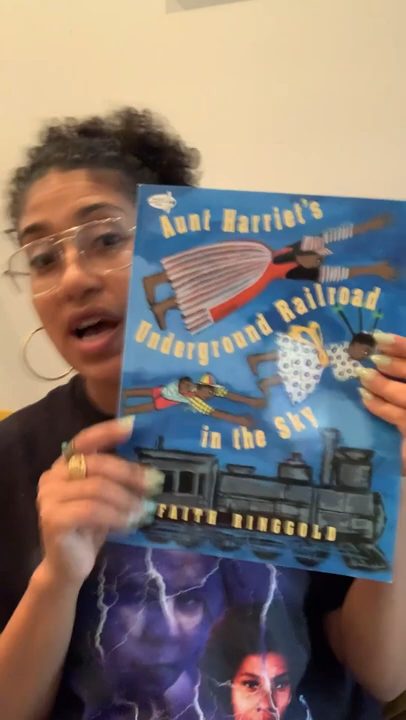 Aunt Harriet's
Underground Railroad
in the Sky
FAITH RINGGOLD